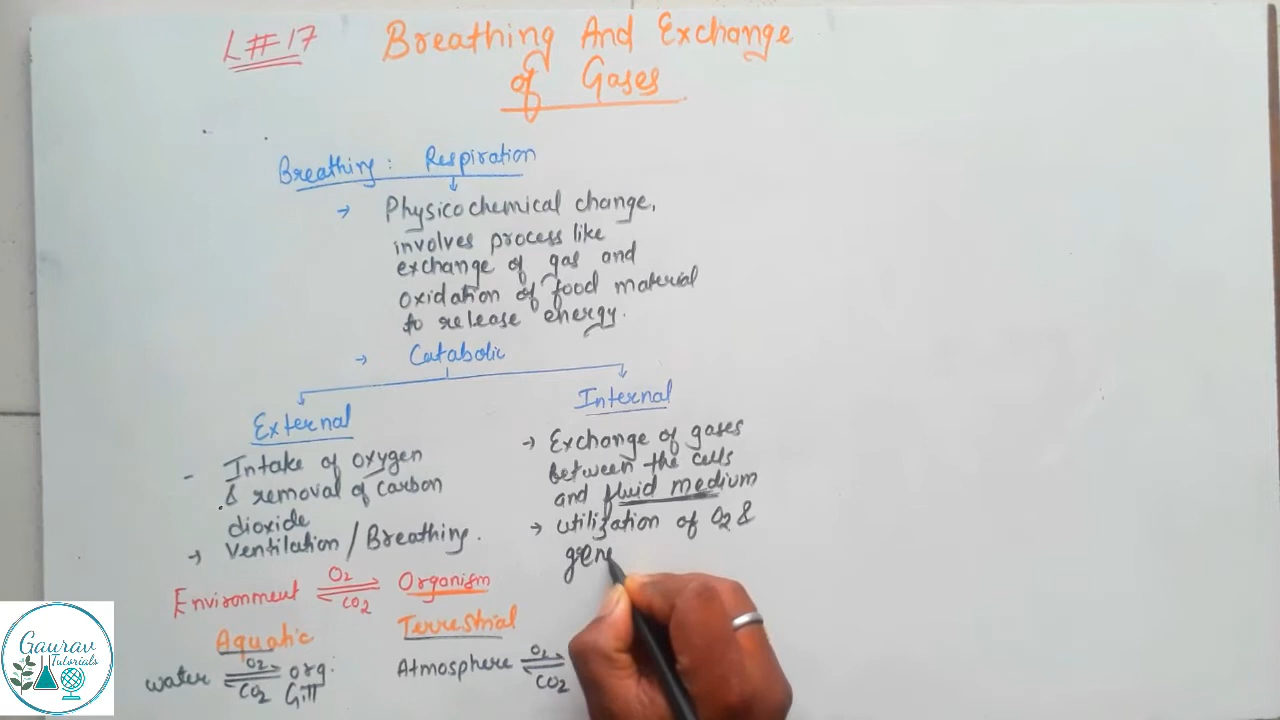 L#17
Breathing And Exchange
of Gases
Breathing: Respiration
→ Physicochemical change,
involves process like
exchange of gas and
oxidation of food material
to release energy.
→ Catabolic
External
- Intake of oxygen
& removal of carbon
dioxide
→ Ventilation / Breathing.
Environment ⇌ Organism
O2
CO2
Aquatic
water ⇌ org.
O2
CO2
Gill
Terrestrial
Atmosphere ⇌
O2
CO2
Internal
→ Exchange of gases
between the cells
and fluid medium
→ utilization of O2 &
gen
Gaurav
Tutorials